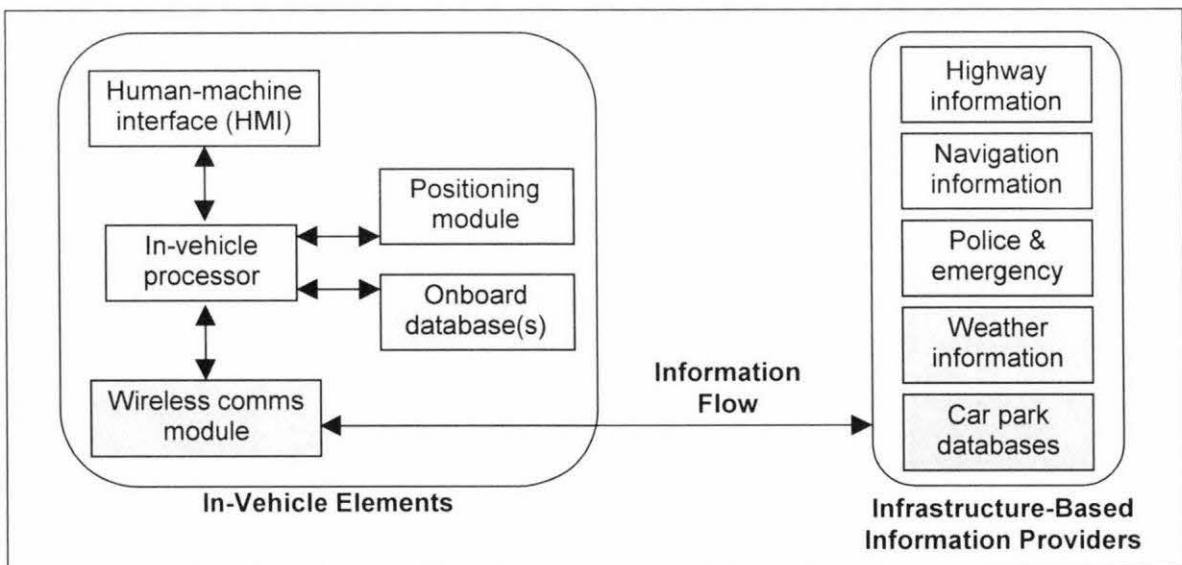 Human-machine
interface (HMI)
Positioning
module
In-vehicle
processor
Onboard
database(s)
Wireless comms
module
In-Vehicle Elements
Information
Flow
Highway
information
Navigation
information
Police &
emergency
Weather
information
Car park
databases
Infrastructure-Based
Information Providers